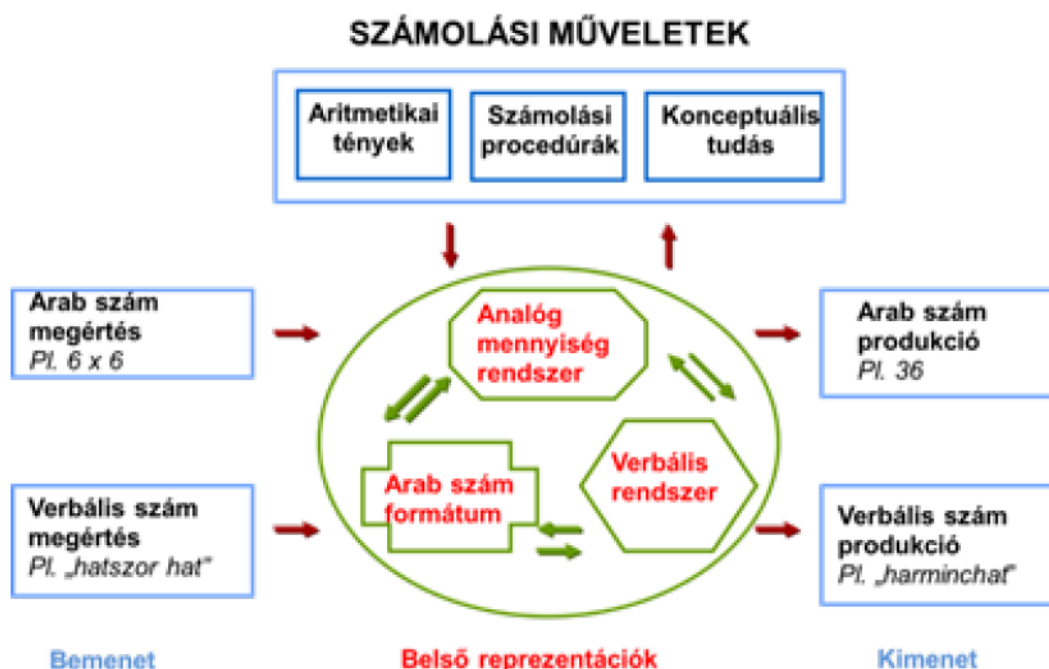 SZÁMOLÁSI MŰVELETEK
Aritmetikai
tények
Számolási
procedúrák
Konceptuális
tudás
Arab szám
megértés
Pl. 6 x 6
Analóg
mennyiség
rendszer
Arab szám
produkció
Pl. 36
Arab szám
formátum
Verbális
rendszer
Verbális szám
megértés
Pl. „hatszor hat”
Verbális szám
produkció
Pl. „harminchat”
Bemenet
Belső reprezentációk
Kimenet